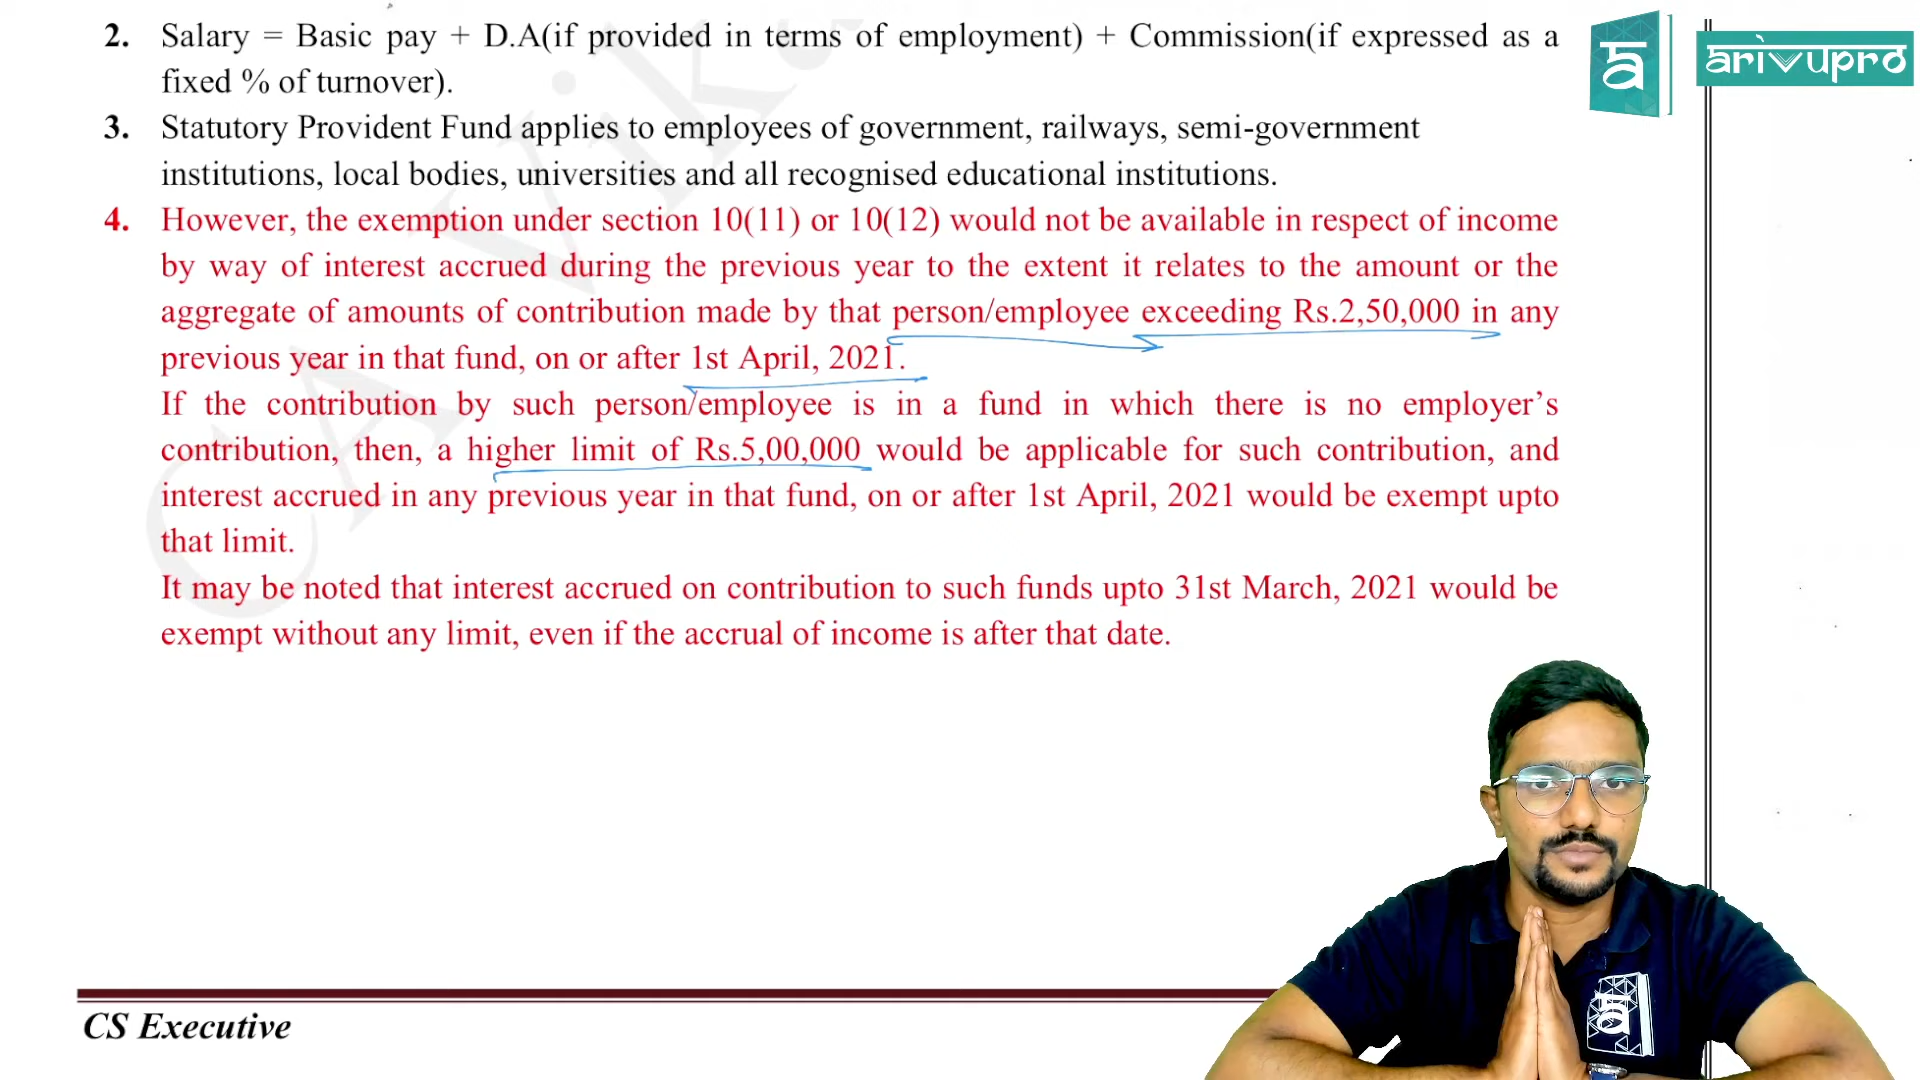 2. Salary = Basic pay + D.A(if provided in terms of employment) + Commission(if expressed as a
fixed % of turnover).
3. Statutory Provident Fund applies to employees of government, railways, semi-government
institutions, local bodies, universities and all recognised educational institutions.
4. However, the exemption under section 10(11) or 10(12) would not be available in respect of income
by way of interest accrued during the previous year to the extent it relates to the amount or the
aggregate of amounts of contribution made by that person/employee exceeding Rs.2,50,000 in any
previous year in that fund, on or after 1st April, 2021.
If the contribution by such person/employee is in a fund in which there is no employer's
contribution, then, a higher limit of Rs.5,00,000 would be applicable for such contribution, and
interest accrued in any previous year in that fund, on or after 1st April, 2021 would be exempt upto
that limit.
It may be noted that interest accrued on contribution to such funds upto 31st March, 2021 would be
exempt without any limit, even if the accrual of income is after that date.
CS Executive
arivupro